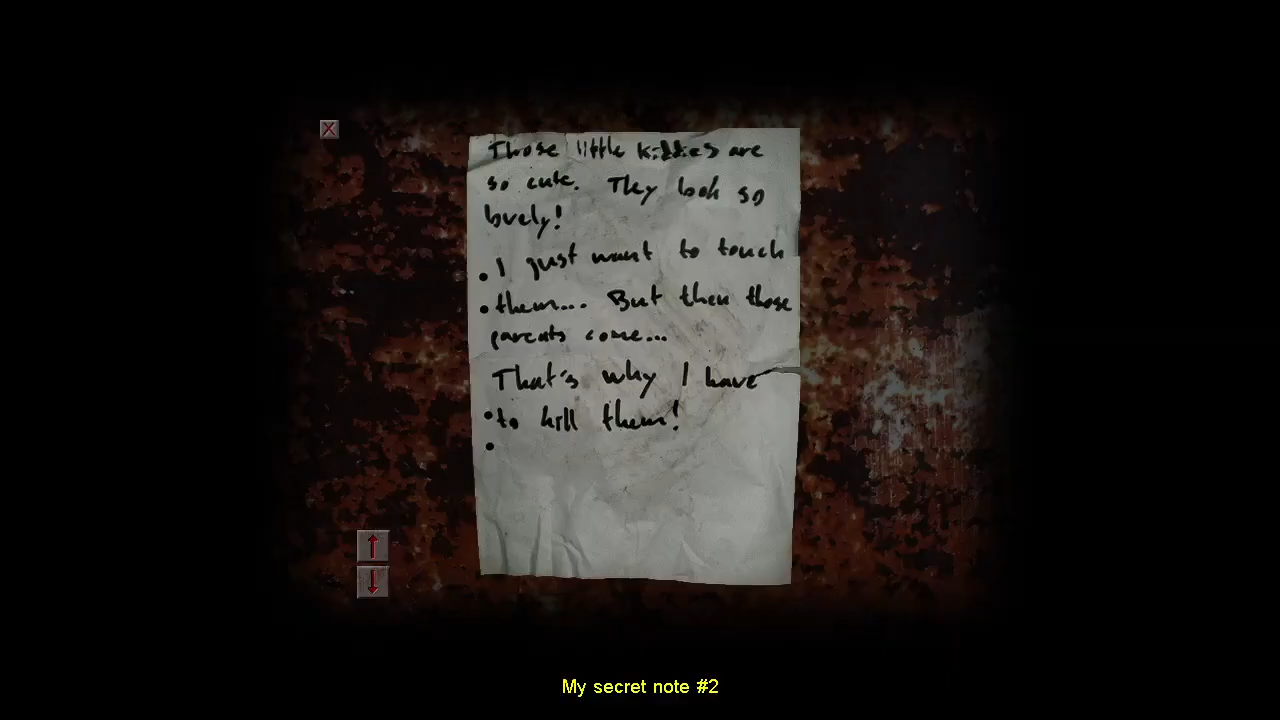 Those little kiddies are
so cute. They look so
lovely!
I just want to touch
them... But then those
parents come...
That's why I have
to kill them!
My secret note #2